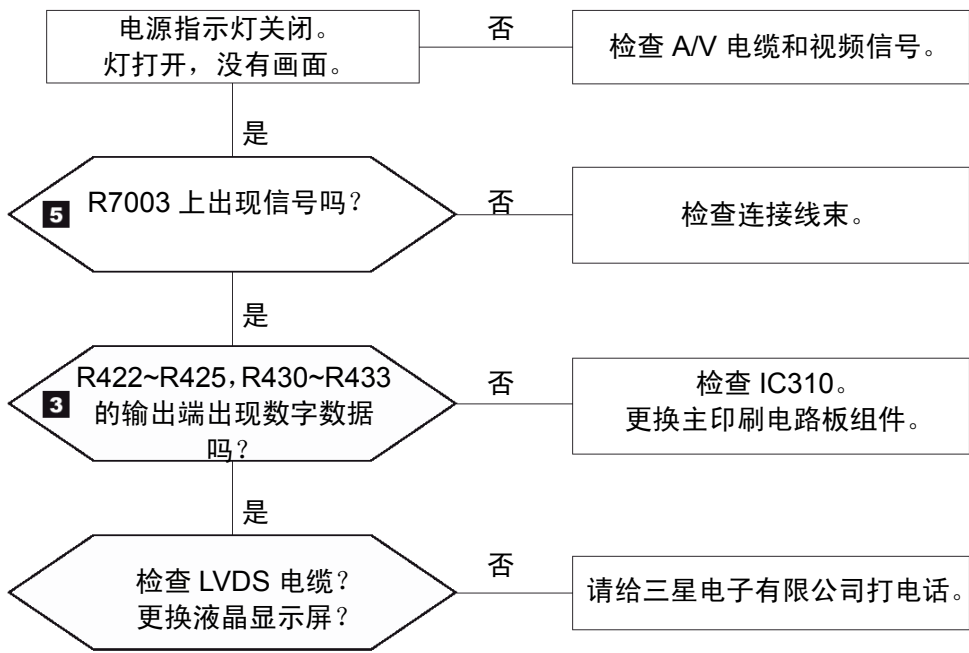 电源指示灯关闭。
灯打开，没有画面。
否
检查 A/V 电缆和视频信号。
是
5
R7003 上出现信号吗？
否
检查连接线束。
是
3
R422~R425，R430~R433
的输出端出现数字数据
吗？
否
检查 IC310。
更换主印刷电路板组件。
是
检查 LVDS 电缆？
更换液晶显示屏？
否
请给三星电子有限公司打电话。